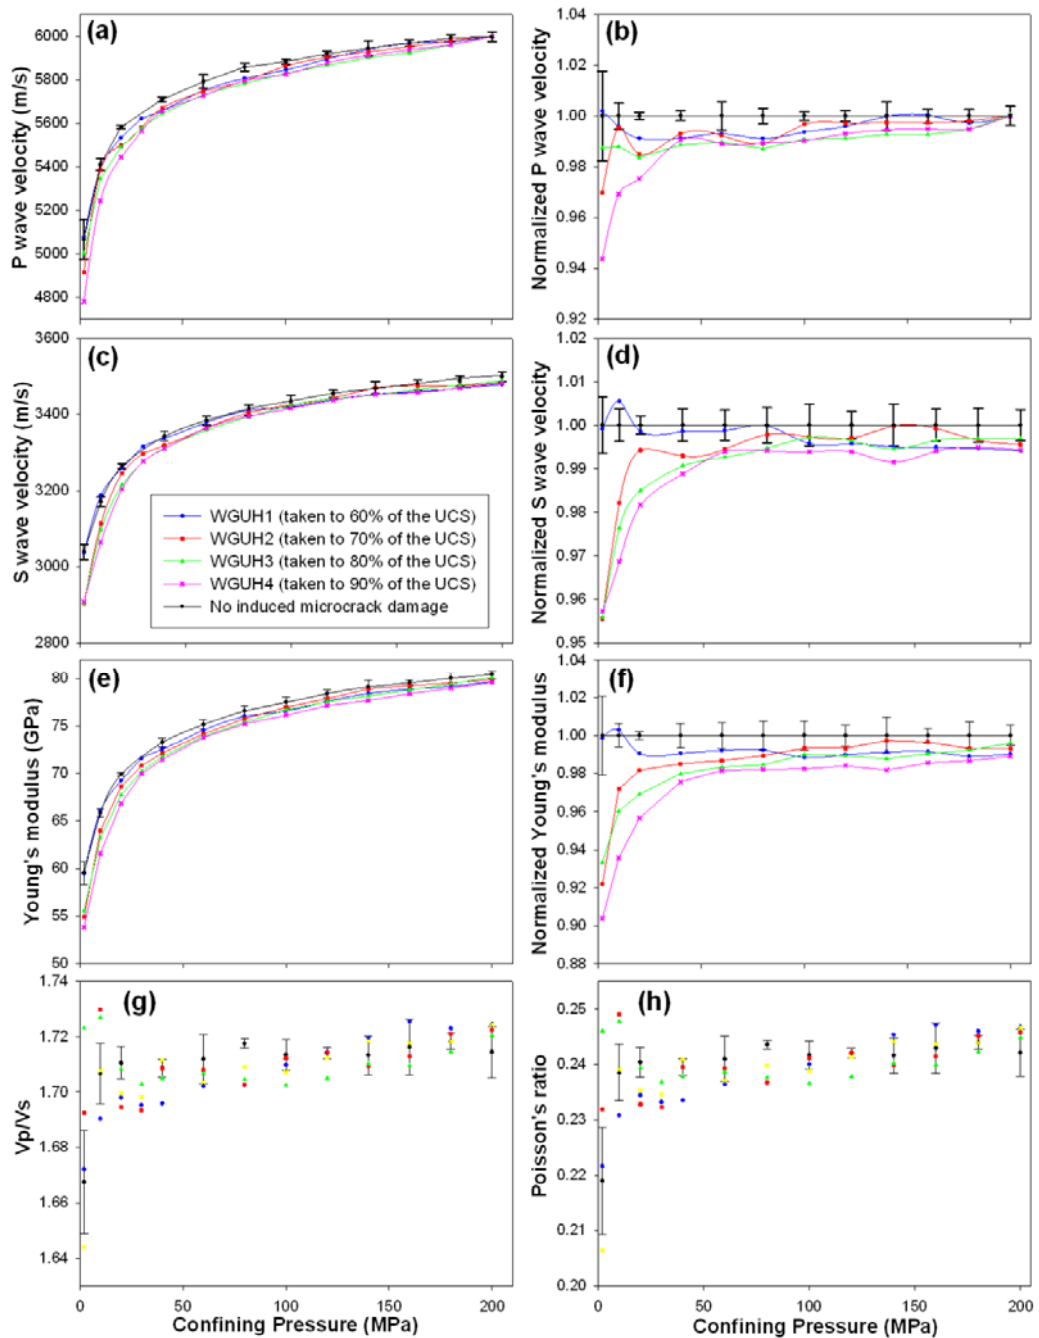 (a)
P wave velocity (m/s)
6000
5800
5600
5400
5200
5000
4800
(b)
Normalized P wave velocity
1.04
1.02
1.00
0.98
0.96
0.94
0.92
(c)
S wave velocity (m/s)
3600
3400
3200
3000
2800
WGUH1 (taken to 60% of the UCS)
WGUH2 (taken to 70% of the UCS)
WGUH3 (taken to 80% of the UCS)
WGUH4 (taken to 90% of the UCS)
No induced microcrack damage
(d)
Normalized S wave velocity
1.02
1.01
1.00
0.99
0.98
0.97
0.96
0.95
(e)
Young's modulus (GPa)
80
75
70
65
60
55
50
(f)
Normalized Young's modulus
1.04
1.02
1.00
0.98
0.96
0.94
0.92
0.90
0.88
(g)
Vp/Vs
1.74
1.72
1.70
1.68
1.66
1.64
0 50 100 150 200
Confining Pressure (MPa)
(h)
Poisson's ratio
0.25
0.24
0.23
0.22
0.21
0.20
0 50 100 150 200
Confining Pressure (MPa)